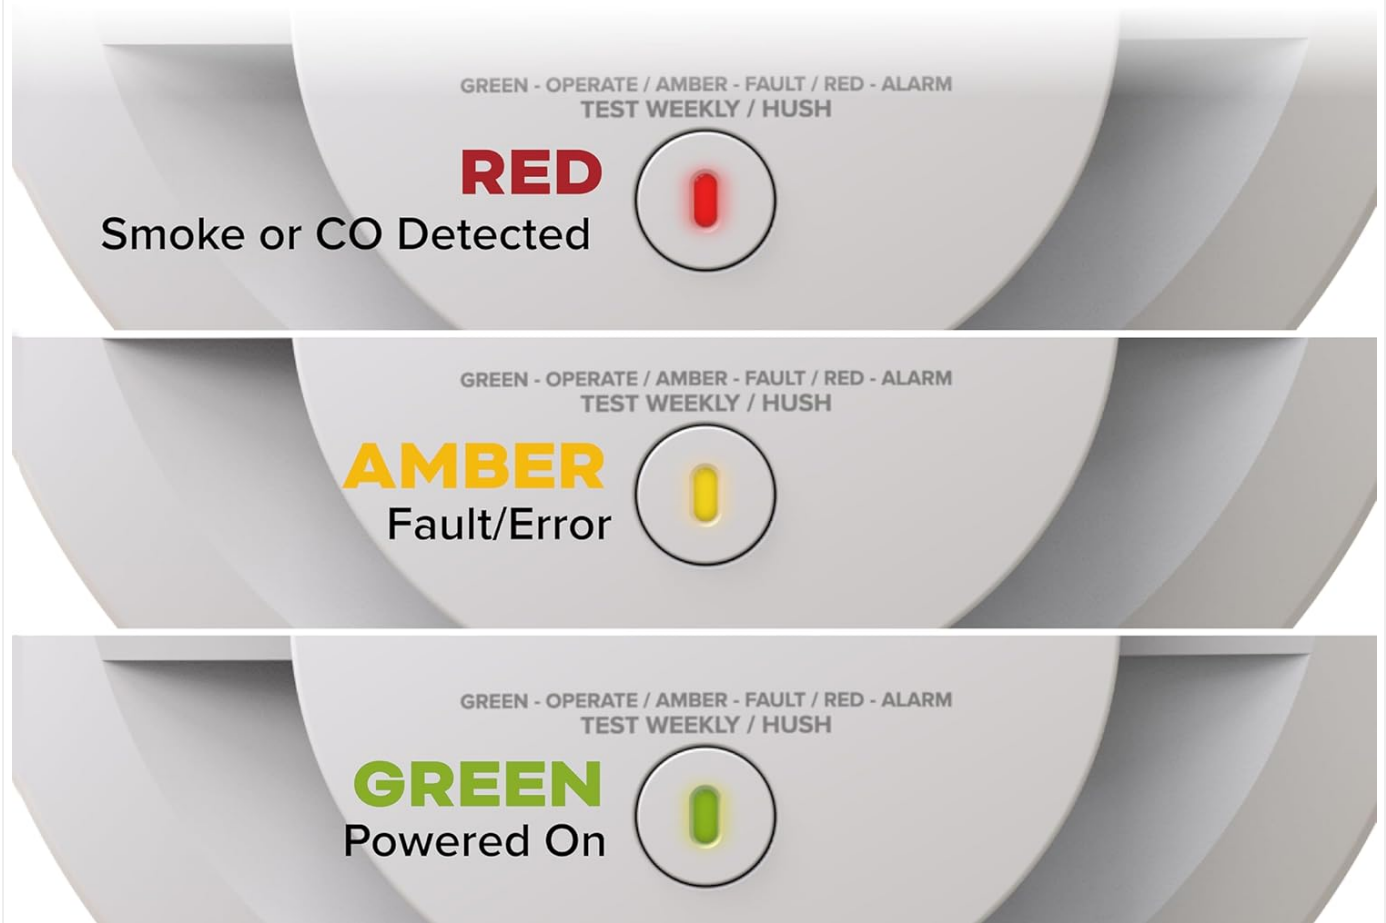 GREEN - OPERATE / AMBER - FAULT / RED - ALARM
TEST WEEKLY / HUSH
RED
Smoke or CO Detected
GREEN - OPERATE / AMBER - FAULT / RED - ALARM
TEST WEEKLY / HUSH
AMBER
Fault/Error
GREEN - OPERATE / AMBER - FAULT / RED - ALARM
TEST WEEKLY / HUSH
GREEN
Powered On